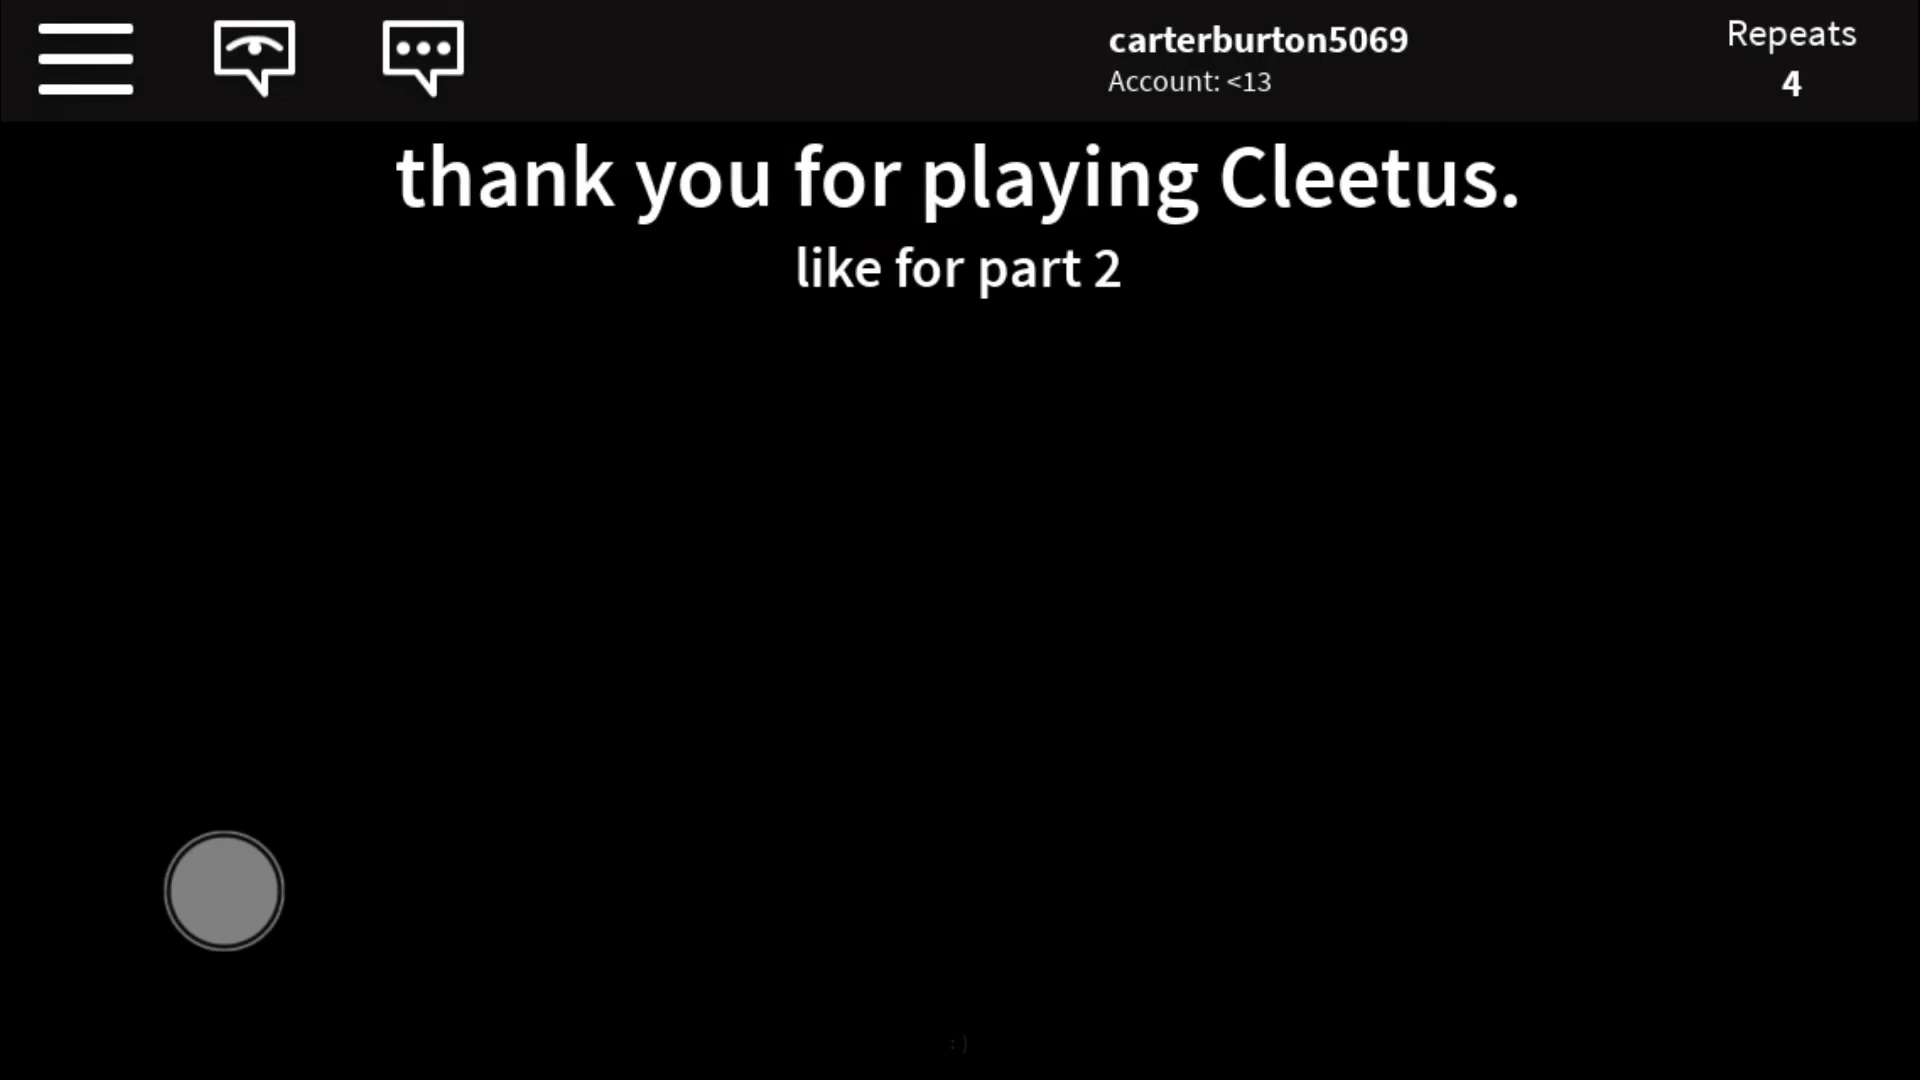 carterburton5069
Account: <13
Repeats
4
thank you for playing Cleetus.
like for part 2
:)